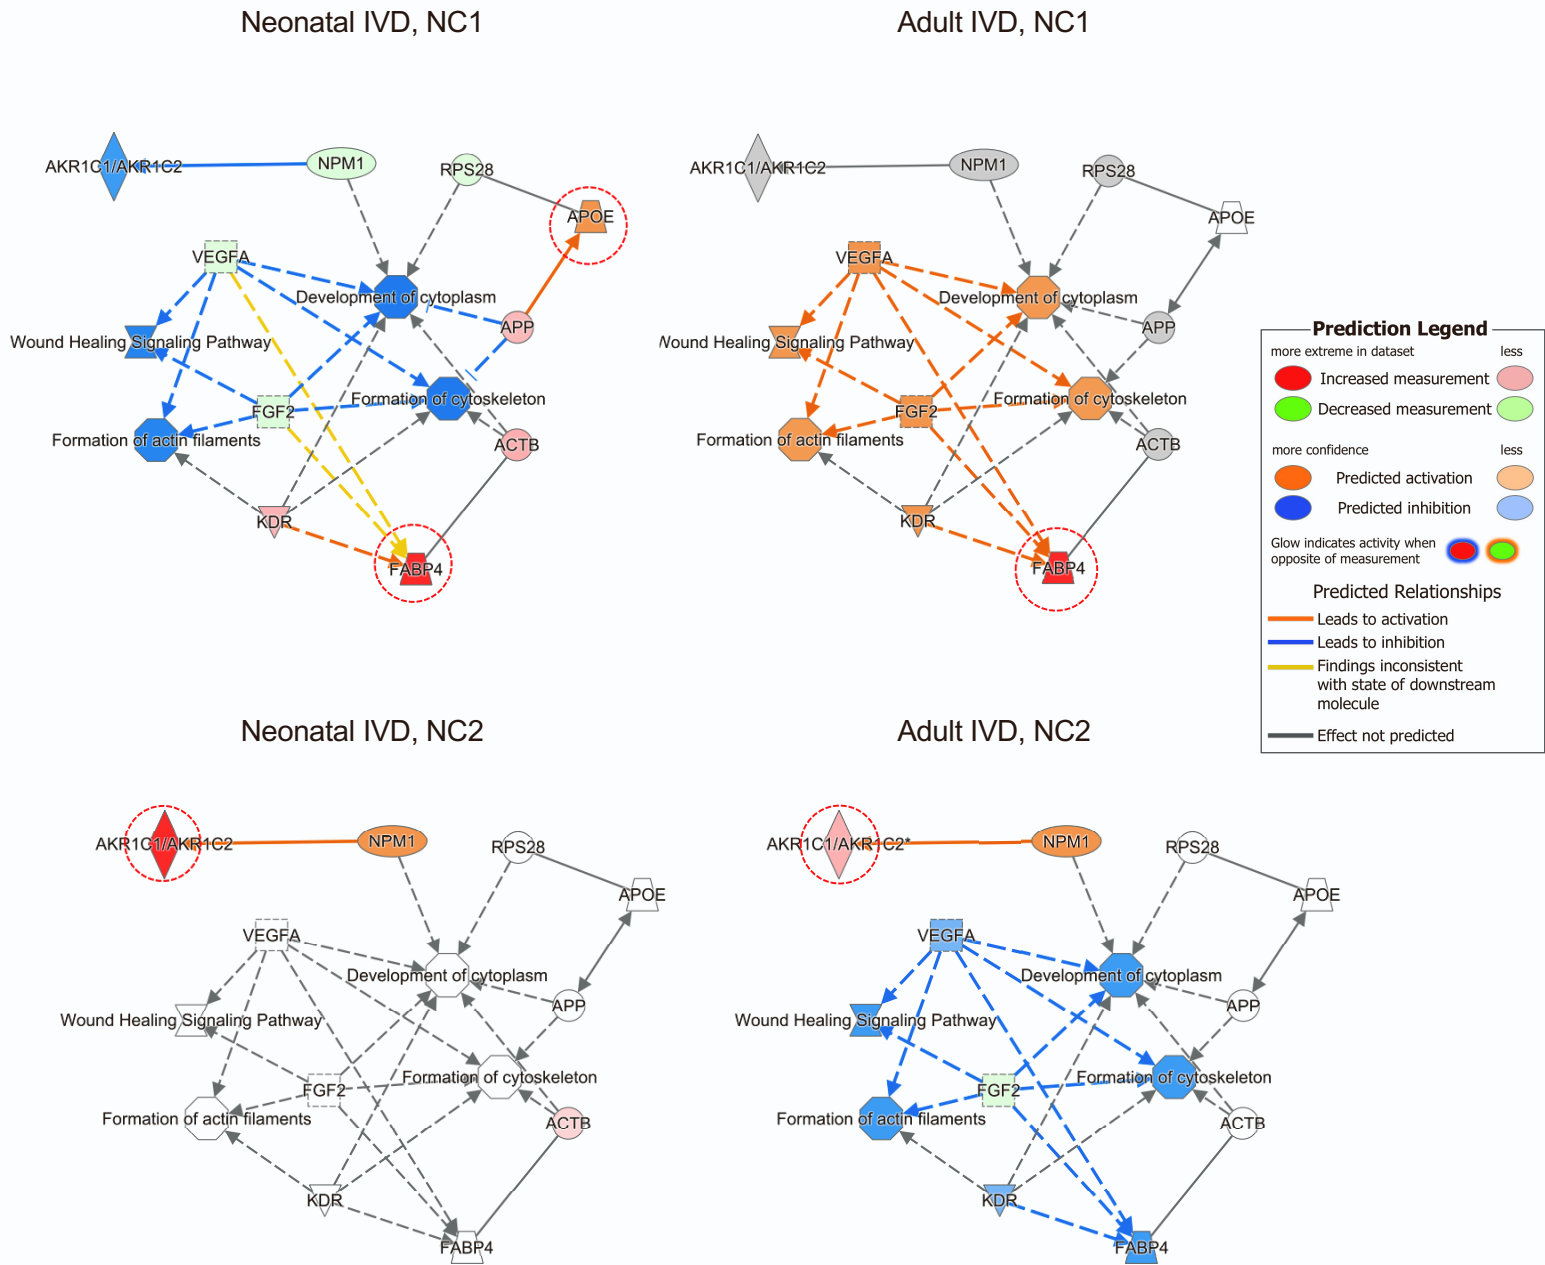 Neonatal IVD, NC1
AKR1C1/AKR1C2
NPM1
RPS28
APOE
VEGFA
Development of cytoplasm
APP
Wound Healing Signaling Pathway
FGF2
Formation of cytoskeleton
Formation of actin filaments
ACTB
KDR
FABP4
Adult IVD, NC1
AKR1C1/AKR1C2
NPM1
RPS28
APOE
VEGFA
Development of cytoplasm
APP
Wound Healing Signaling Pathway
FGF2
Formation of cytoskeleton
Formation of actin filaments
ACTB
KDR
FABP4
Prediction Legend
more extreme in dataset less
Increased measurement
Decreased measurement
more confidence less
Predicted activation
Predicted inhibition
Glow indicates activity when
opposite of measurement
Predicted Relationships
Leads to activation
Leads to inhibition
Findings inconsistent
with state of downstream
molecule
Effect not predicted
Neonatal IVD, NC2
AKR1C1/AKR1C2
NPM1
RPS28
APOE
VEGFA
Development of cytoplasm
APP
Wound Healing Signaling Pathway
FGF2
Formation of cytoskeleton
Formation of actin filaments
ACTB
KDR
FABP4
Adult IVD, NC2
AKR1C1/AKR1C2*
NPM1
RPS28
APOE
VEGFA
Development of cytoplasm
APP
Wound Healing Signaling Pathway
FGF2
Formation of cytoskeleton
Formation of actin filaments
ACTB
KDR
FABP4